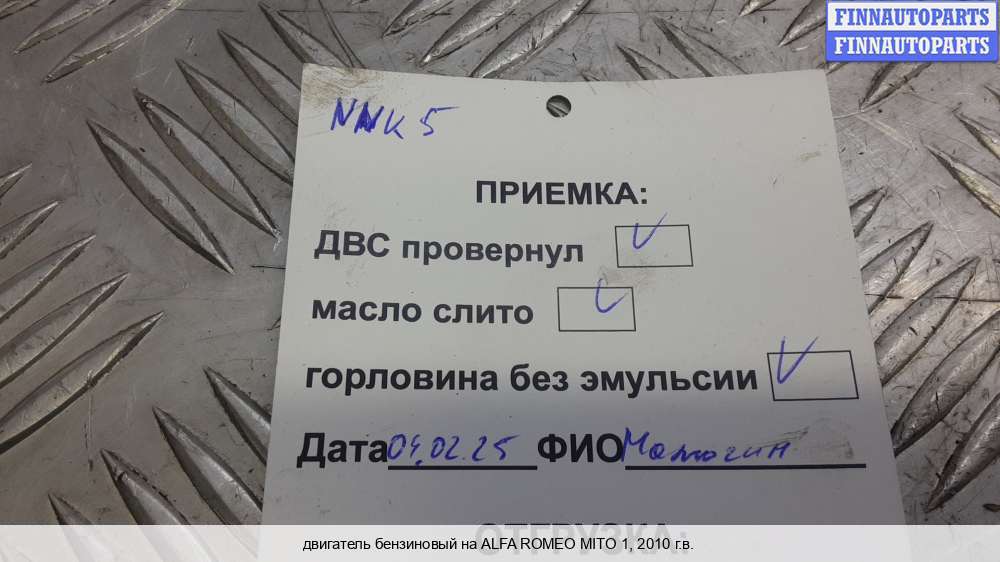 FINNAUTOPARTS
FINNAUTOPARTS
NNK5
ПРИЕМКА:
ДВС провернул
масло слито
горловина без эмульсии
Дата 04.02.25 ФИО
ОТГРУЗКА:
двигатель бензиновый на ALFA ROMEO MITO 1, 2010 г.в.